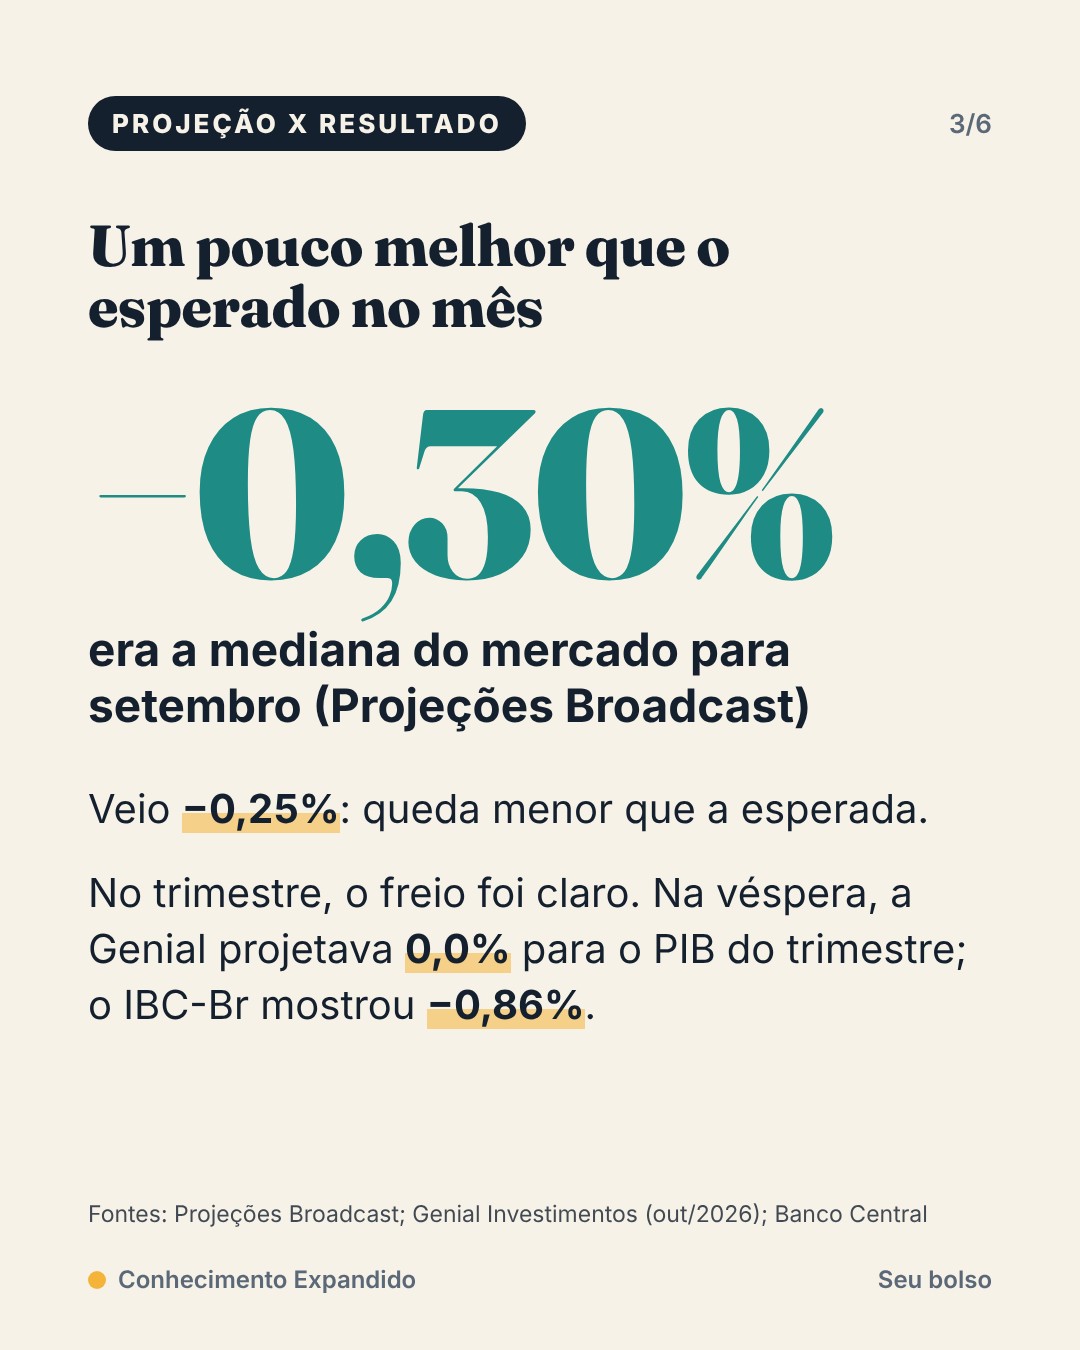 PROJEÇÃO X RESULTADO
3/6
Um pouco melhor que o
esperado no mês
−0,30%
era a mediana do mercado para
setembro (Projeções Broadcast)
Veio −0,25%: queda menor que a esperada.
No trimestre, o freio foi claro. Na véspera, a
Genial projetava 0,0% para o PIB do trimestre;
o IBC-Br mostrou −0,86%.
Fontes: Projeções Broadcast; Genial Investimentos (out/2026); Banco Central
Conhecimento Expandido
Seu bolso